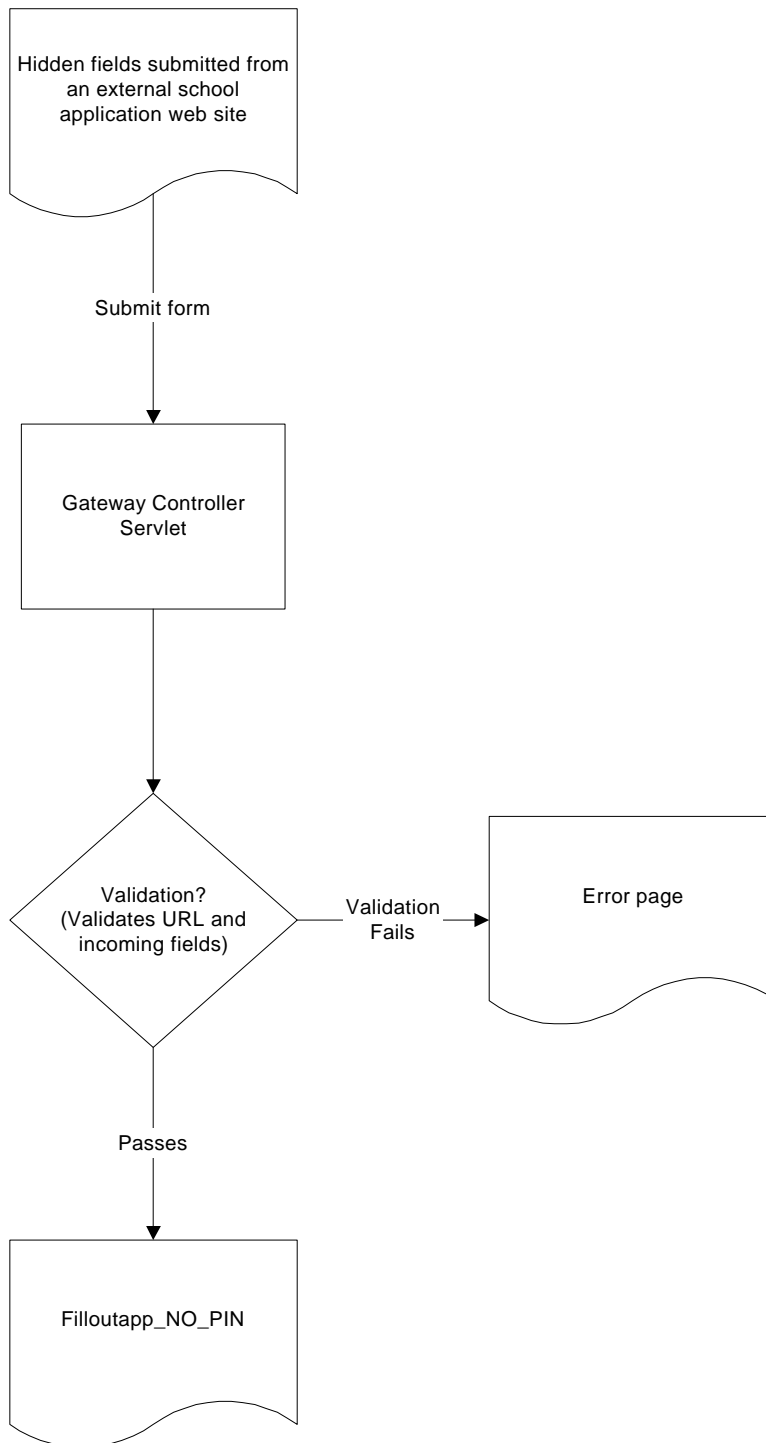 Hidden fields submitted from
an external school
application web site
Submit form
Gateway Controller
Servlet
Validation?
(Validates URL and
incoming fields)
Validation
Fails
Error page
Passes
Filloutapp_NO_PIN